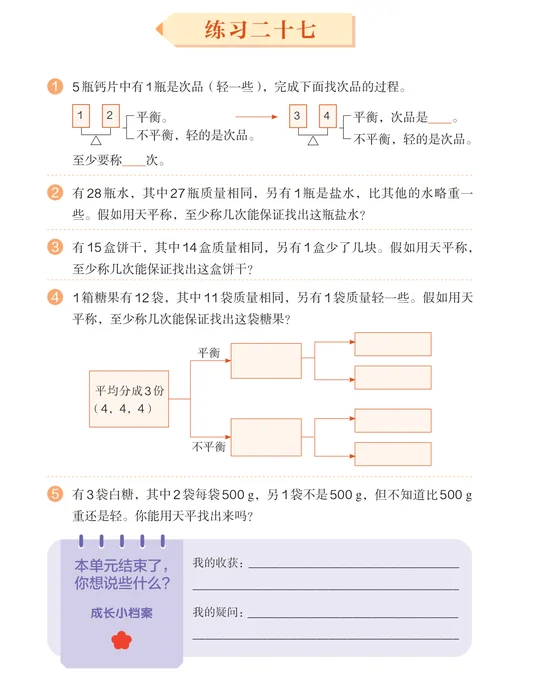 练习二十七
1 5瓶钙片中有1瓶是次品（轻一些），完成下面找次品的过程。
1 2 平衡。
不平衡，轻的是次品。
3 4 平衡，次品是____。
不平衡，轻的是次品。
至少要称____次。
2 有28瓶水，其中27瓶质量相同，另有1瓶是盐水，比其他的水略重一
些。假如用天平称，至少称几次能保证找出这瓶盐水？
3 有15盒饼干，其中14盒质量相同，另有1盒少了几块。假如用天平称，
至少称几次能保证找出这盒饼干？
4 1箱糖果有12袋，其中11袋质量相同，另有1袋质量轻一些。假如用天
平称，至少称几次能保证找出这袋糖果？
平衡
平均分成3份
（4，4，4）
不平衡
5 有3袋白糖，其中2袋每袋500 g，另1袋不是500 g，但不知道比500 g
重还是轻。你能用天平找出来吗？
本单元结束了，
你想说些什么？
成长小档案
我的收获：
我的疑问：